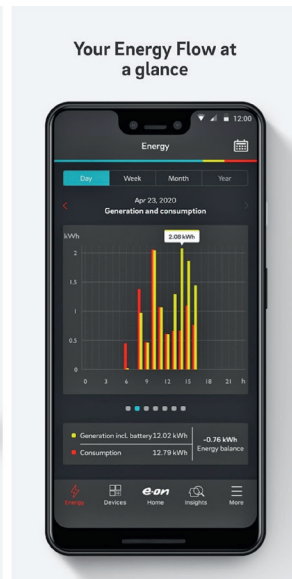 Your Energy Flow at
a glance
12:00
Energy
Day Week Month Year
Apr 23, 2020
Generation and consumption
kWh
2.08 kWh
2
1.5
1
0.5
0
0 3 6 9 12 15 18 21 h
Generation incl. battery 12.02 kWh
Consumption 12.79 kWh
-0.76 kWh
Energy balance
Energy Devices e·on Home Insights More